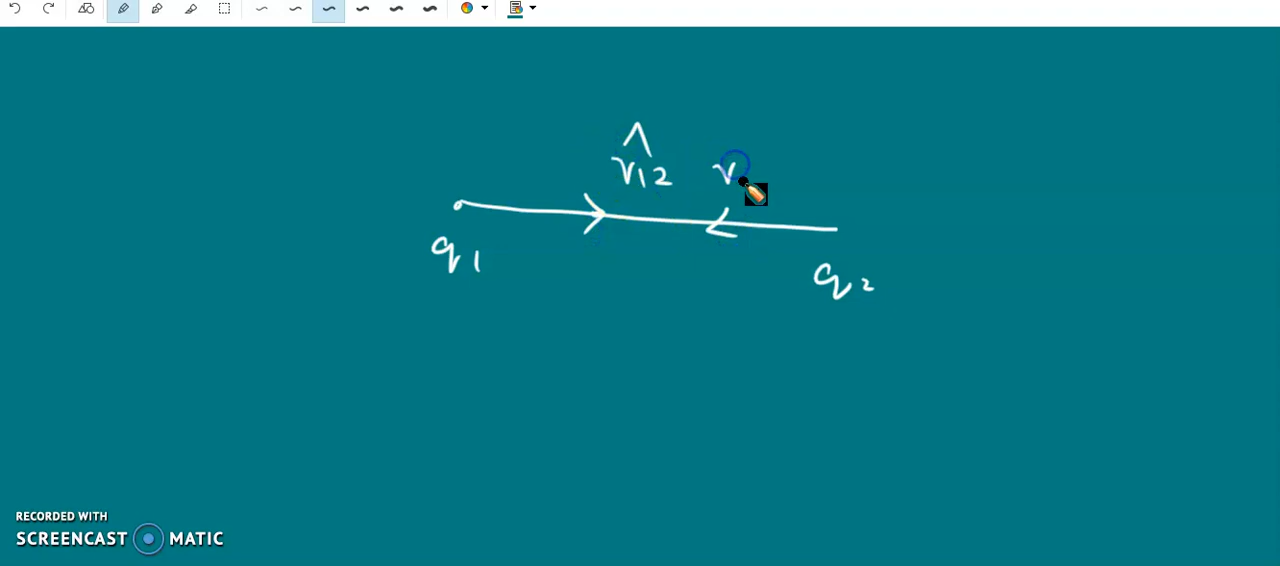 r̂12 r
q1
q2
RECORDED WITH
SCREENCAST MATIC